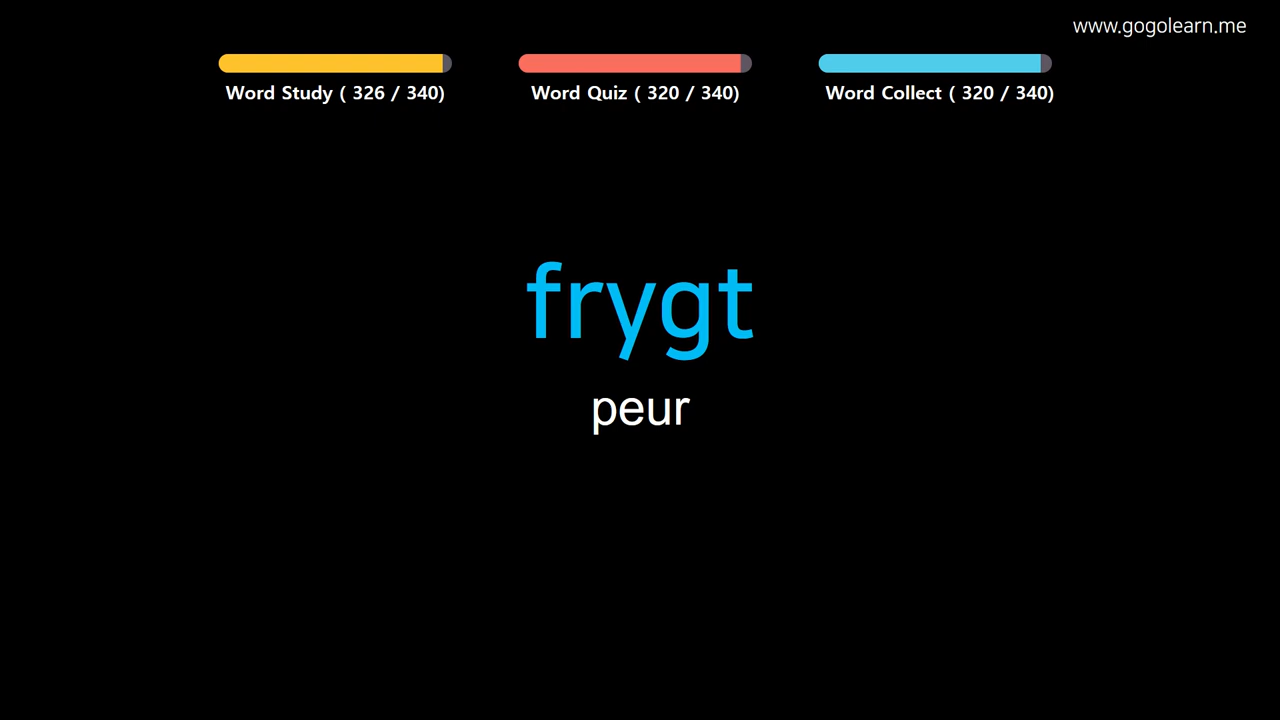 www.gogolearn.me
Word Study ( 326 / 340)
Word Quiz ( 320 / 340)
Word Collect ( 320 / 340)
frygt
peur